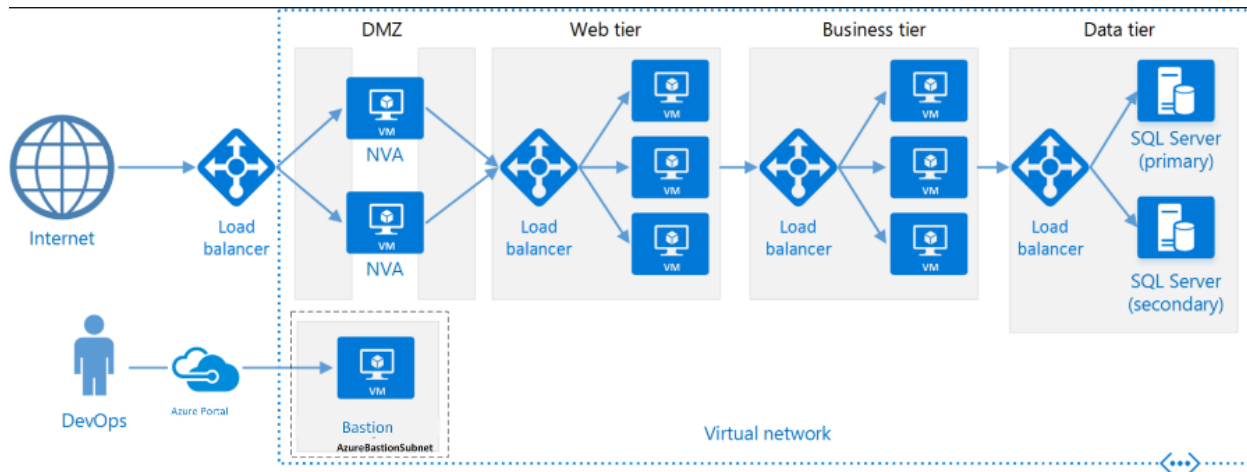 DMZ
Web tier
Business tier
Data tier
VM
NVA
VM
NVA
VM
VM
VM
VM
VM
VM
SQL Server
(primary)
SQL Server
(secondary)
Internet
Load
balancer
Load
balancer
Load
balancer
Load
balancer
DevOps
Azure Portal
VM
Bastion
AzureBastionSubnet
Virtual network